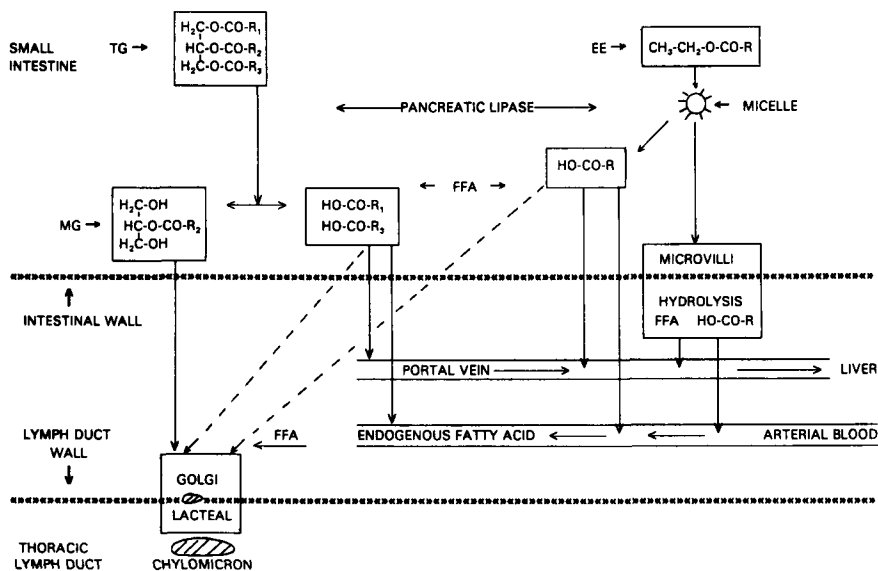 SMALL
INTESTINE
TG →
H₂C-O-CO-R₁
HC-O-CO-R₂
H₂C-O-CO-R₃
EE →
CH₃-CH₂-O-CO-R
← PANCREATIC LIPASE →
← MICELLE
MG →
H₂C-OH
HC-O-CO-R₂
H₂C-OH
HO-CO-R₁
HO-CO-R₃
← FFA →
HO-CO-R
MICROVILLI
HYDROLYSIS
FFA HO-CO-R
INTESTINAL WALL
PORTAL VEIN
LIVER
LYMPH DUCT
WALL
FFA
ENDOGENOUS FATTY ACID
ARTERIAL BLOOD
GOLGI
LACTEAL
THORACIC
LYMPH DUCT
CHYLOMICRON